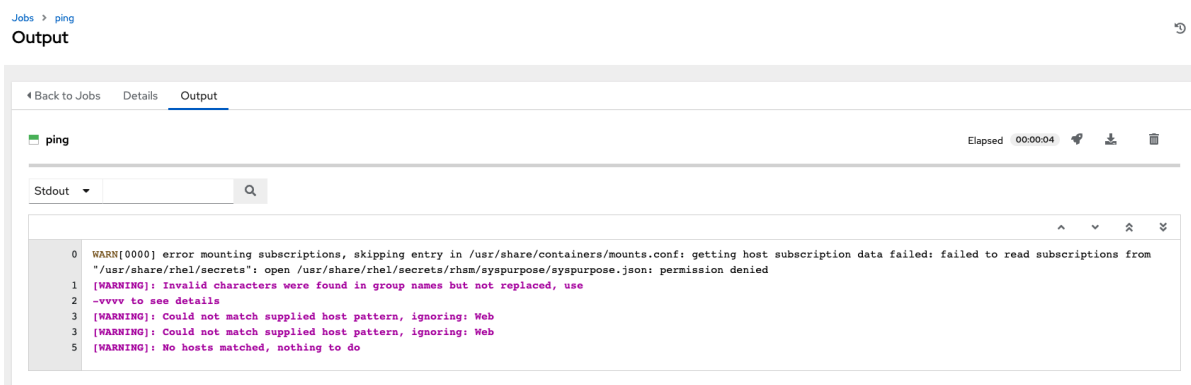 Jobs > ping
Output
Back to Jobs Details Output
ping Elapsed 00:00:04
Stdout
0 WARN[0000] error mounting subscriptions, skipping entry in /usr/share/containers/mounts.conf: getting host subscription data failed: failed to read subscriptions from
"/usr/share/rhel/secrets": open /usr/share/rhel/secrets/rhsm/syspurpose/syspurpose.json: permission denied
1 [WARNING]: Invalid characters were found in group names but not replaced, use
2 -vvvv to see details
3 [WARNING]: Could not match supplied host pattern, ignoring: Web
3 [WARNING]: Could not match supplied host pattern, ignoring: Web
5 [WARNING]: No hosts matched, nothing to do